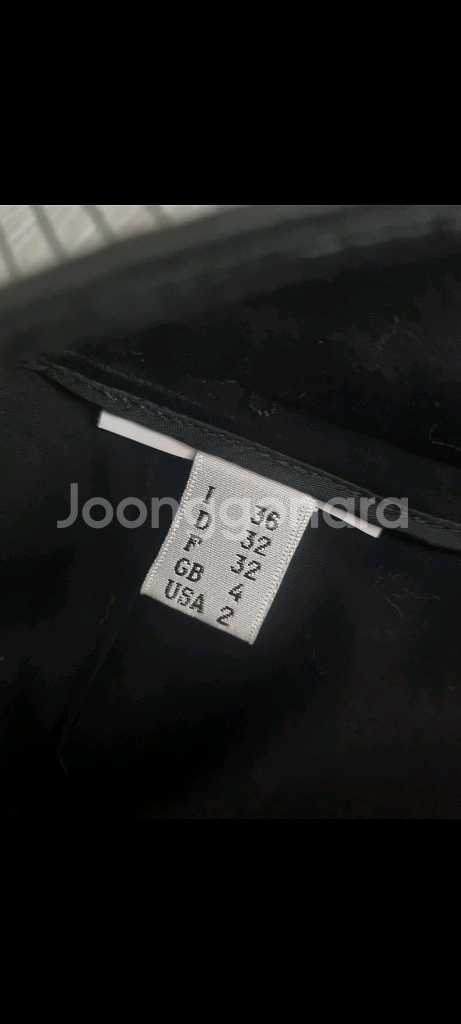 Joonggonara
I 36
D 32
F 32
GB 4
USA 2